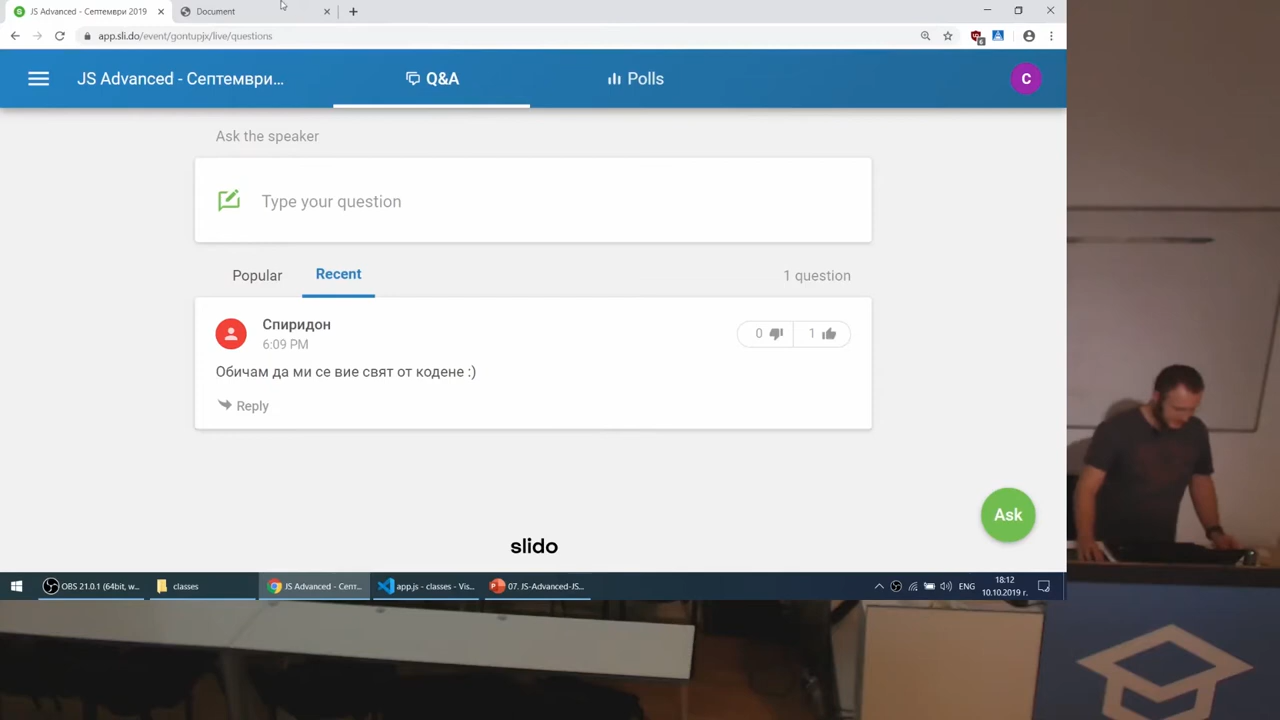 JS Advanced - Септември 2019
Document
app.sli.do/event/gontupjx/live/questions
JS Advanced - Септември...
Q&A
Polls
C
Ask the speaker
Type your question
Popular
Recent
1 question
Спиридон
6:09 PM
0
1
Обичам да ми се вие свят от кодене :)
Reply
Ask
slido
OBS 21.0.1 (64bit, w...
classes
JS Advanced - Септ...
app.js - classes - Vis...
07. JS-Advanced-JS...
ENG
18:12
10.10.2019 г.